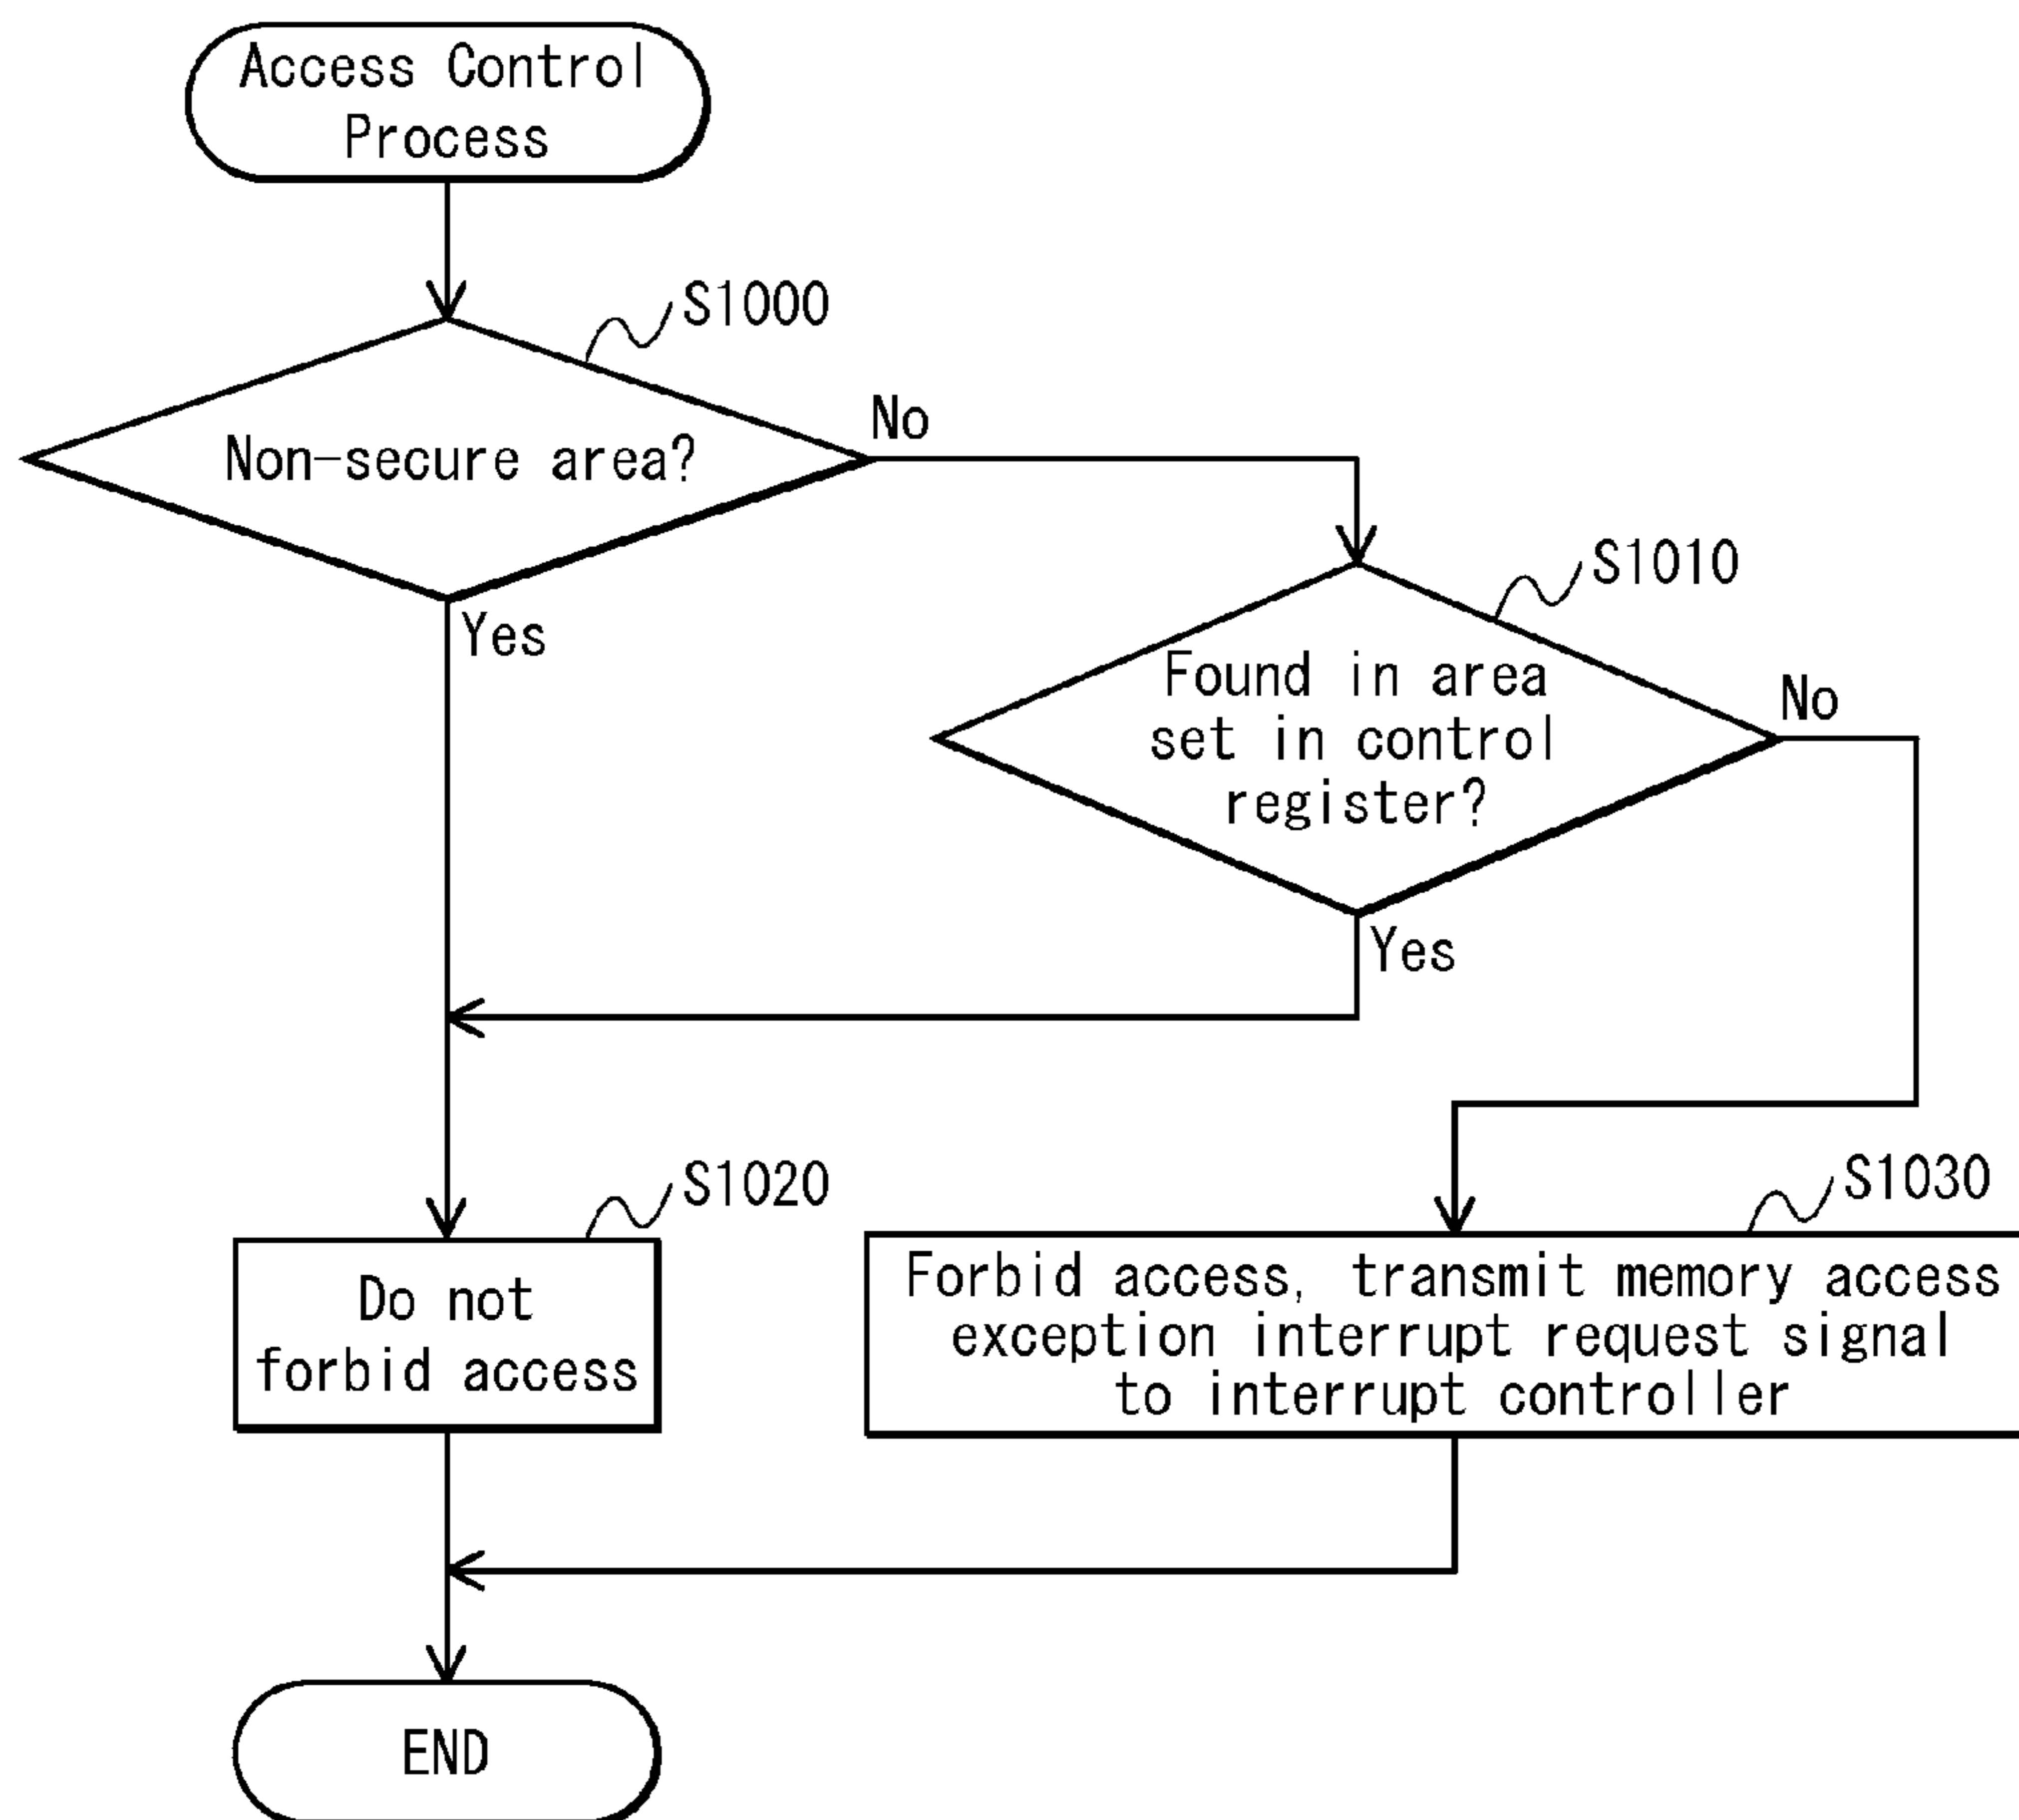 Access Control
Process
S1000
Non-secure area?
No
Yes
S1010
Found in area
set in control
register?
No
Yes
S1020
Do not
forbid access
S1030
Forbid access, transmit memory access
exception interrupt request signal
to interrupt controller
END